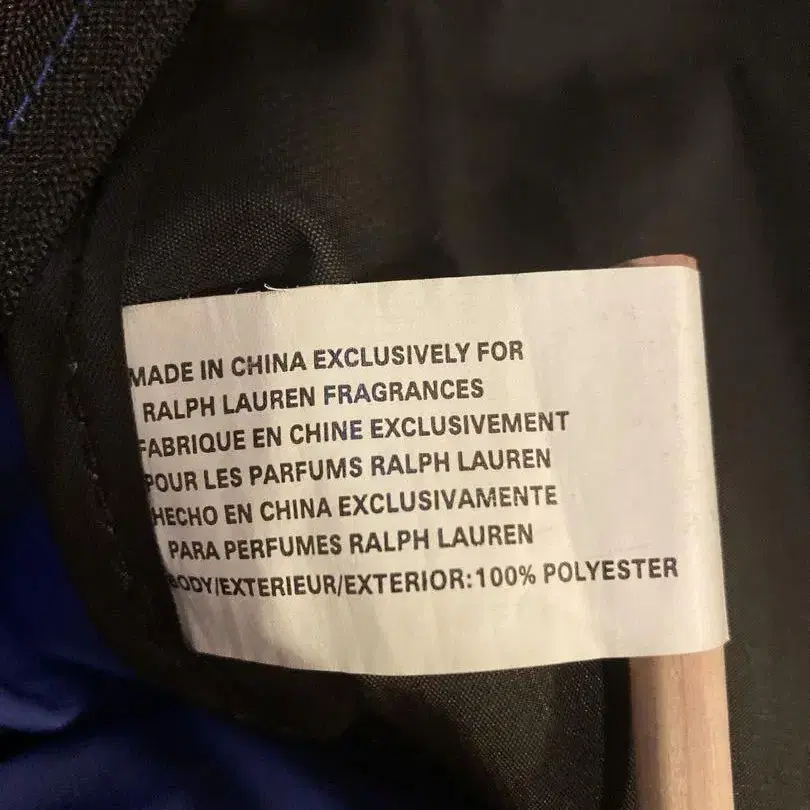 MADE IN CHINA EXCLUSIVELY FOR
RALPH LAUREN FRAGRANCES
FABRIQUE EN CHINE EXCLUSIVEMENT
POUR LES PARFUMS RALPH LAUREN
HECHO EN CHINA EXCLUSIVAMENTE
PARA PERFUMES RALPH LAUREN
BODY/EXTERIEUR/EXTERIOR:100% POLYESTER